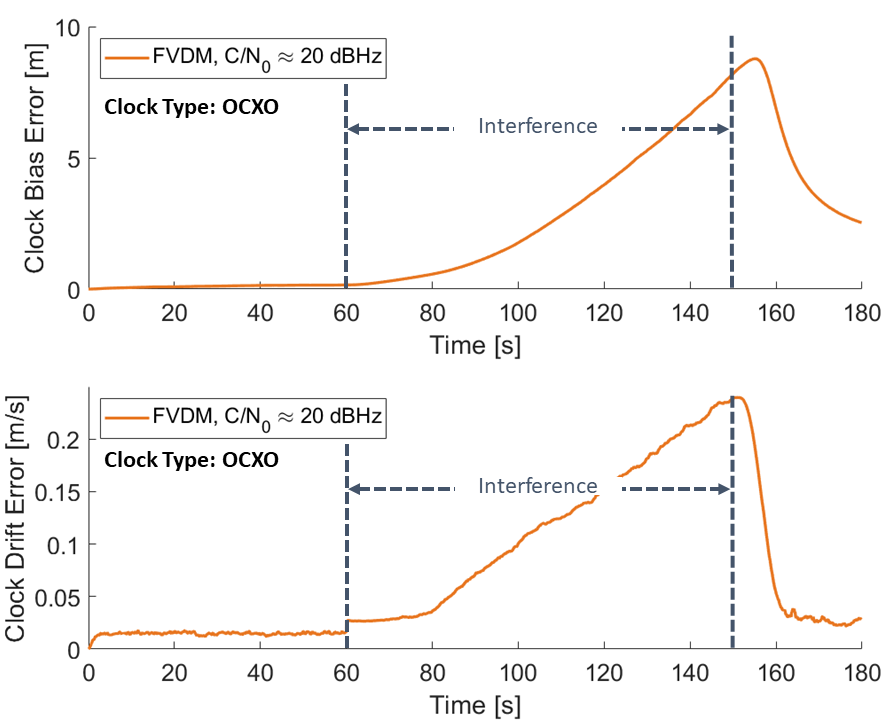 10
5
0
Clock Bias Error [m]
FVDM, C/N0 ≈ 20 dBHz
Clock Type: OCXO
Interference
0 20 40 60 80 100 120 140 160 180
Time [s]
0.2
0.15
0.1
0.05
0
Clock Drift Error [m/s]
FVDM, C/N0 ≈ 20 dBHz
Clock Type: OCXO
Interference
0 20 40 60 80 100 120 140 160 180
Time [s]